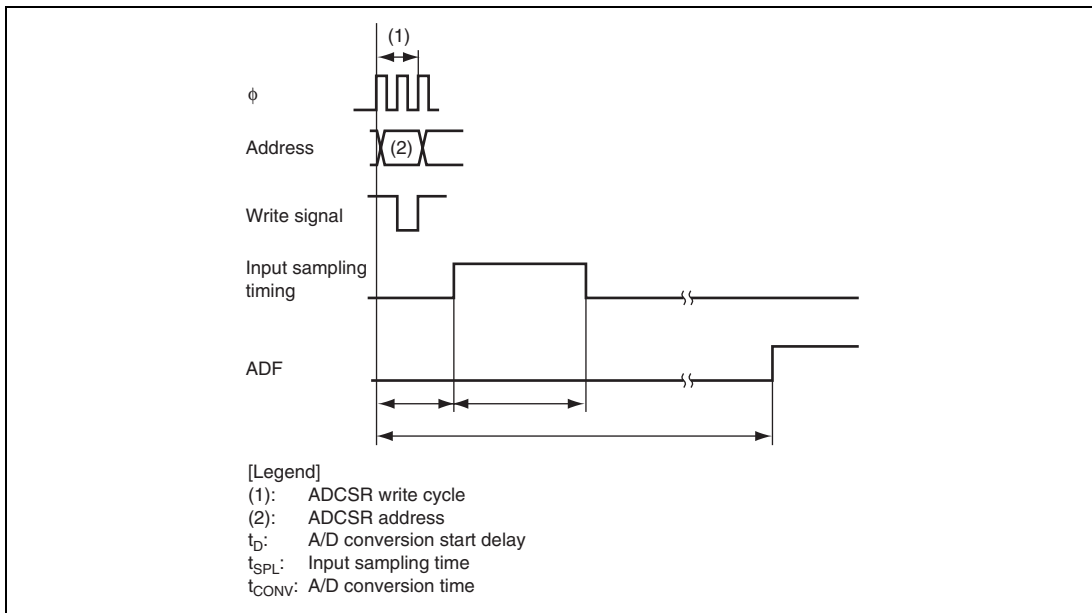 (1)
φ
Address
(2)
Write signal
Input sampling
timing
ADF
[Legend]
(1): ADCSR write cycle
(2): ADCSR address
tD: A/D conversion start delay
tSPL: Input sampling time
tCONV: A/D conversion time